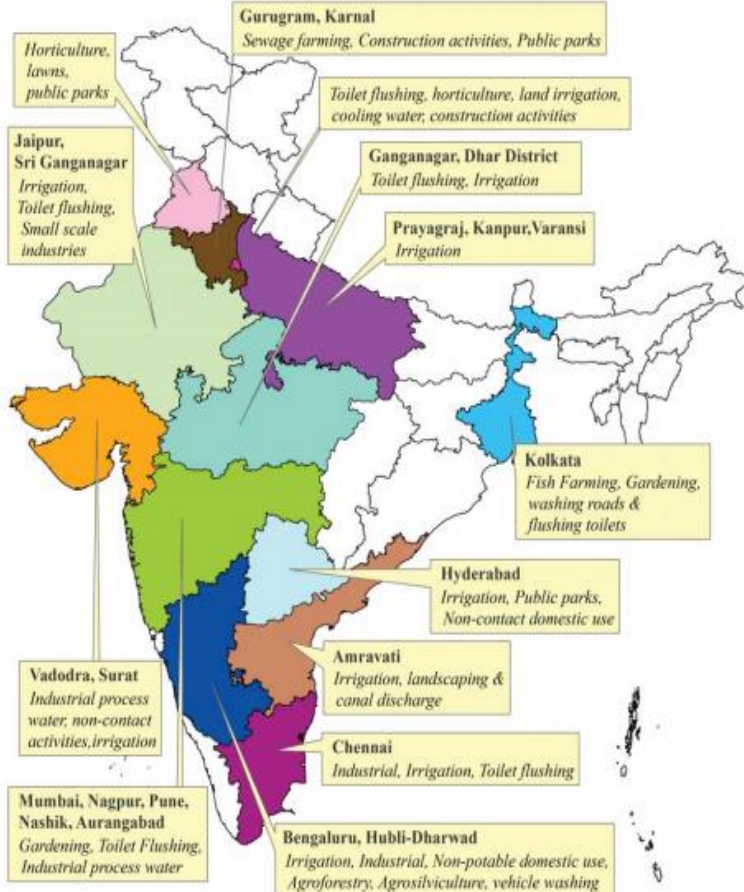 Gurugram, Karnal
Sewage farming, Construction activities, Public parks
Horticulture,
lawns,
public parks
Toilet flushing, horticulture, land irrigation,
cooling water, construction activities
Jaipur,
Sri Ganganagar
Irrigation,
Toilet flushing,
Small scale
industries
Ganganagar, Dhar District
Toilet flushing, Irrigation
Prayagraj, Kanpur,Varansi
Irrigation
Kolkata
Fish Farming, Gardening,
washing roads &
flushing toilets
Hyderabad
Irrigation, Public parks,
Non-contact domestic use
Amravati
Irrigation, landscaping &
canal discharge
Vadodra, Surat
Industrial process
water, non-contact
activities,irrigation
Chennai
Industrial, Irrigation, Toilet flushing
Mumbai, Nagpur, Pune,
Nashik, Aurangabad
Gardening, Toilet Flushing,
Industrial process water
Bengaluru, Hubli-Dharwad
Irrigation, Industrial, Non-potable domestic use,
Agroforestry, Agrosilviculture, vehicle washing